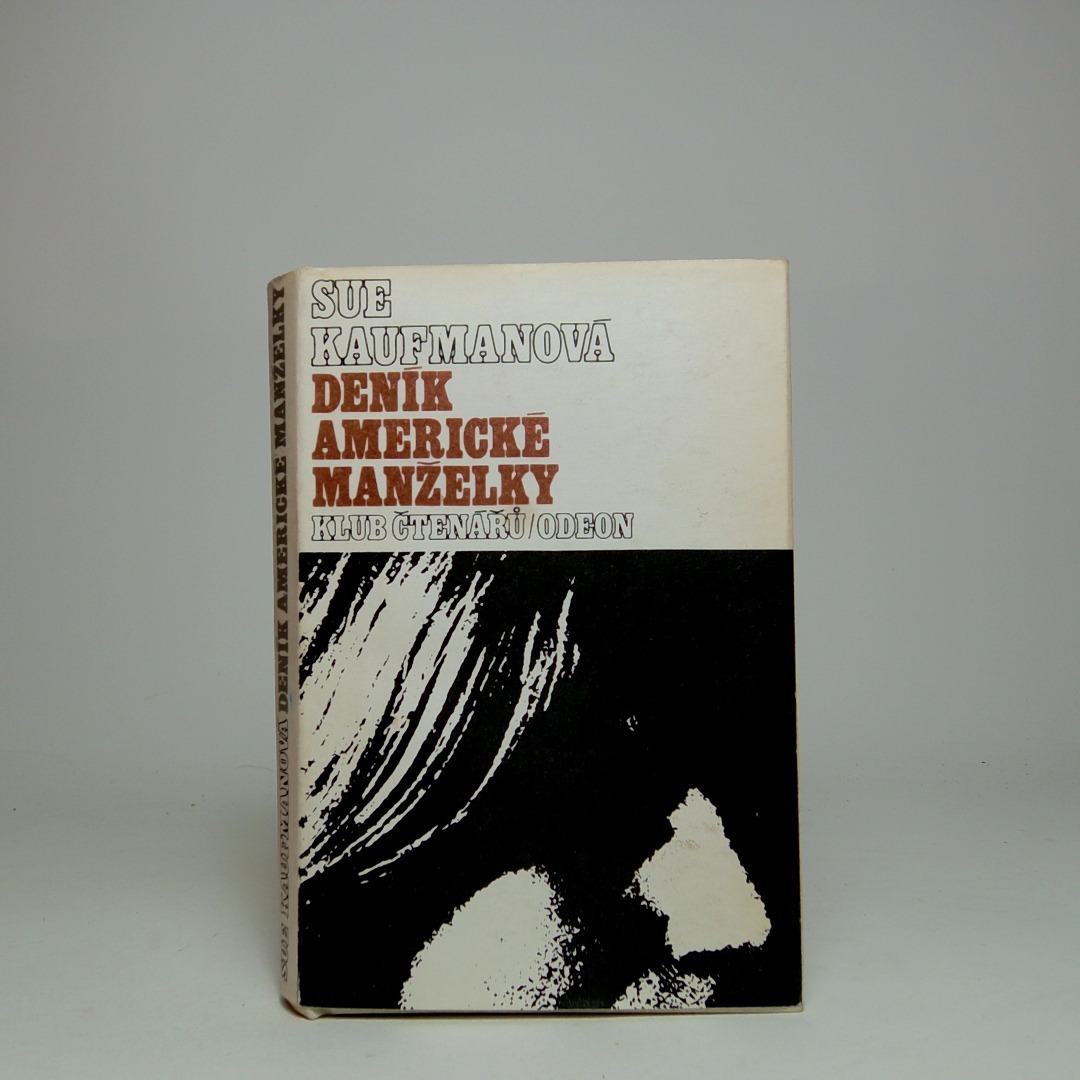 SUE
KAUFMANOVÁ
DENÍK
AMERICKÉ
MANŽELKY
KLUB ČTENÁŘŮ/ODEON
SUE KAUFMANOVÁ DENÍK AMERICKÉ MANŽELKY